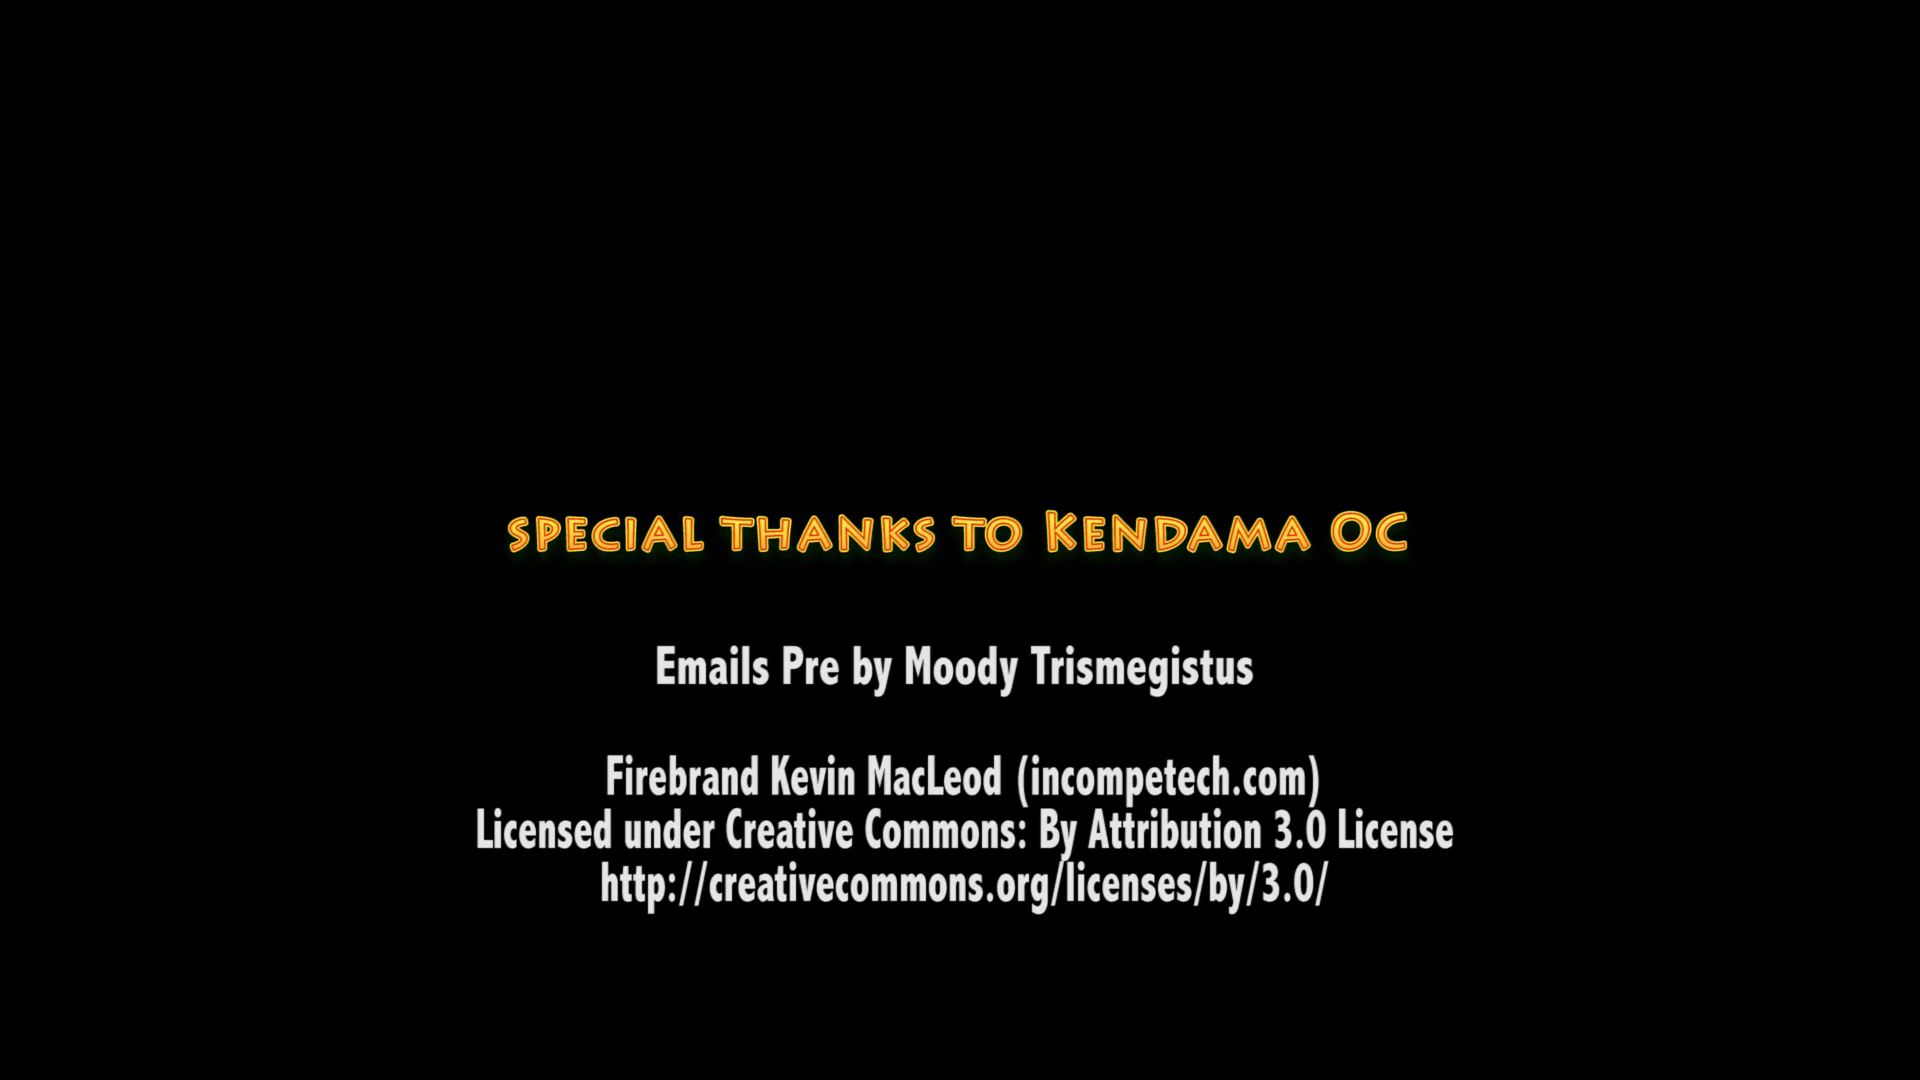 special thanks to Kendama OC
Emails Pre by Moody Trismegistus
Firebrand Kevin MacLeod (incompetech.com)
Licensed under Creative Commons: By Attribution 3.0 License
http://creativecommons.org/licenses/by/3.0/